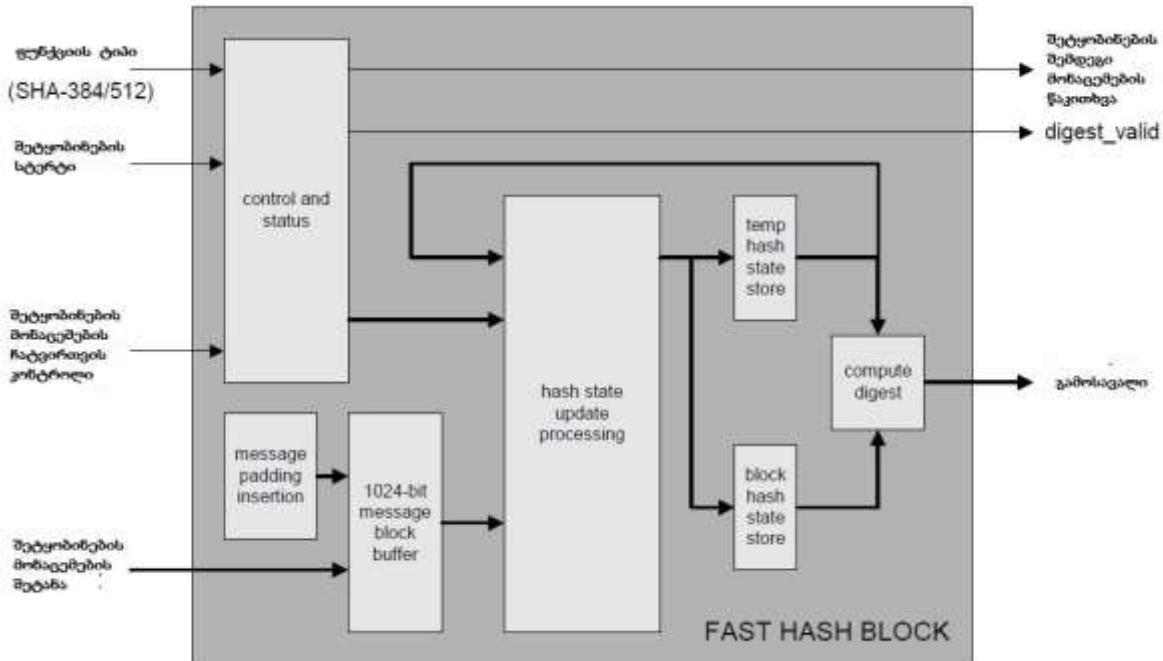 ფუნქციის ტიპი
(SHA-384/512)
შეტყობინების
სტერტი
შეტყობინების
მონაცემების
ჩატვირთვის
კონტროლი
შეტყობინების
მონაცემების
შეტანა
control and
status
message
padding
insertion
1024-bit
message
block
buffer
hash state
update
processing
temp
hash
state
store
block
hash
state
store
compute
digest
FAST HASH BLOCK
შეტყობინების
შემდეგი
მონაცემების
წაკითხვა
digest_valid
გამოსავალი